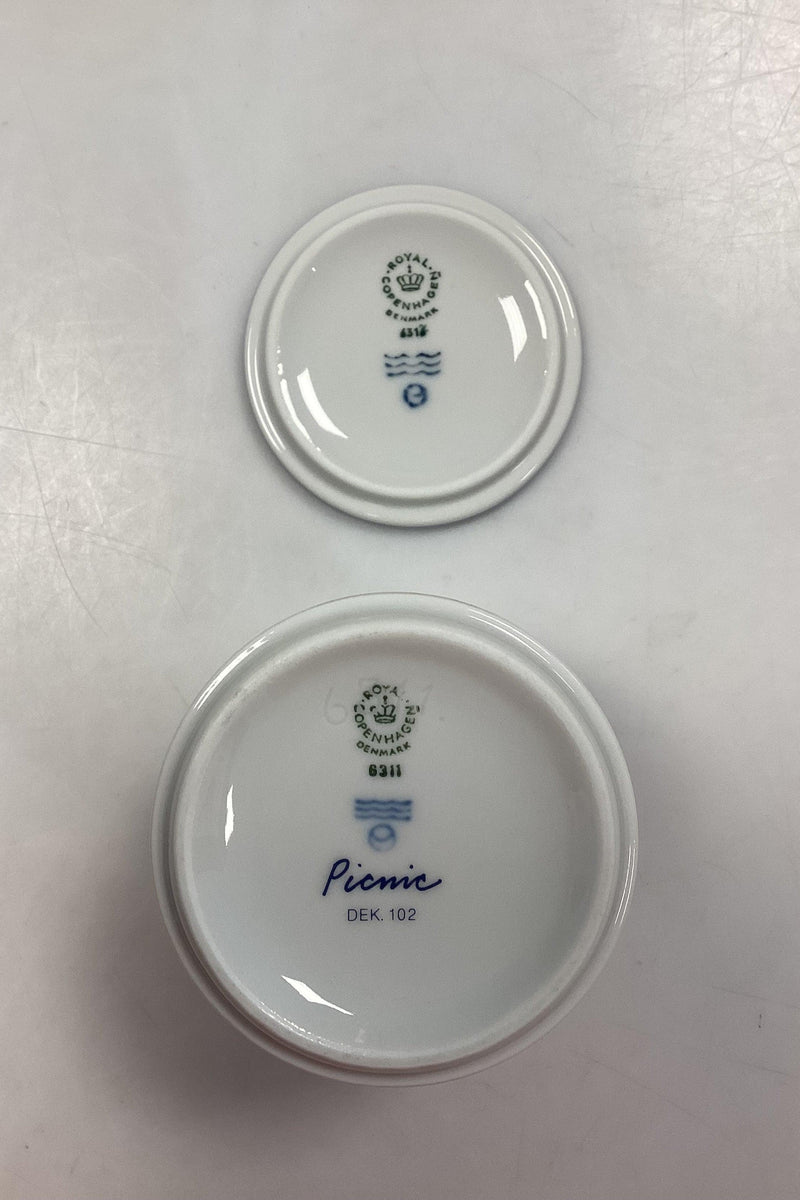 ROYAL
COPENHAGEN
DENMARK
ROYAL
COPENHAGEN
DENMARK
6311
Picnic
DEK. 102